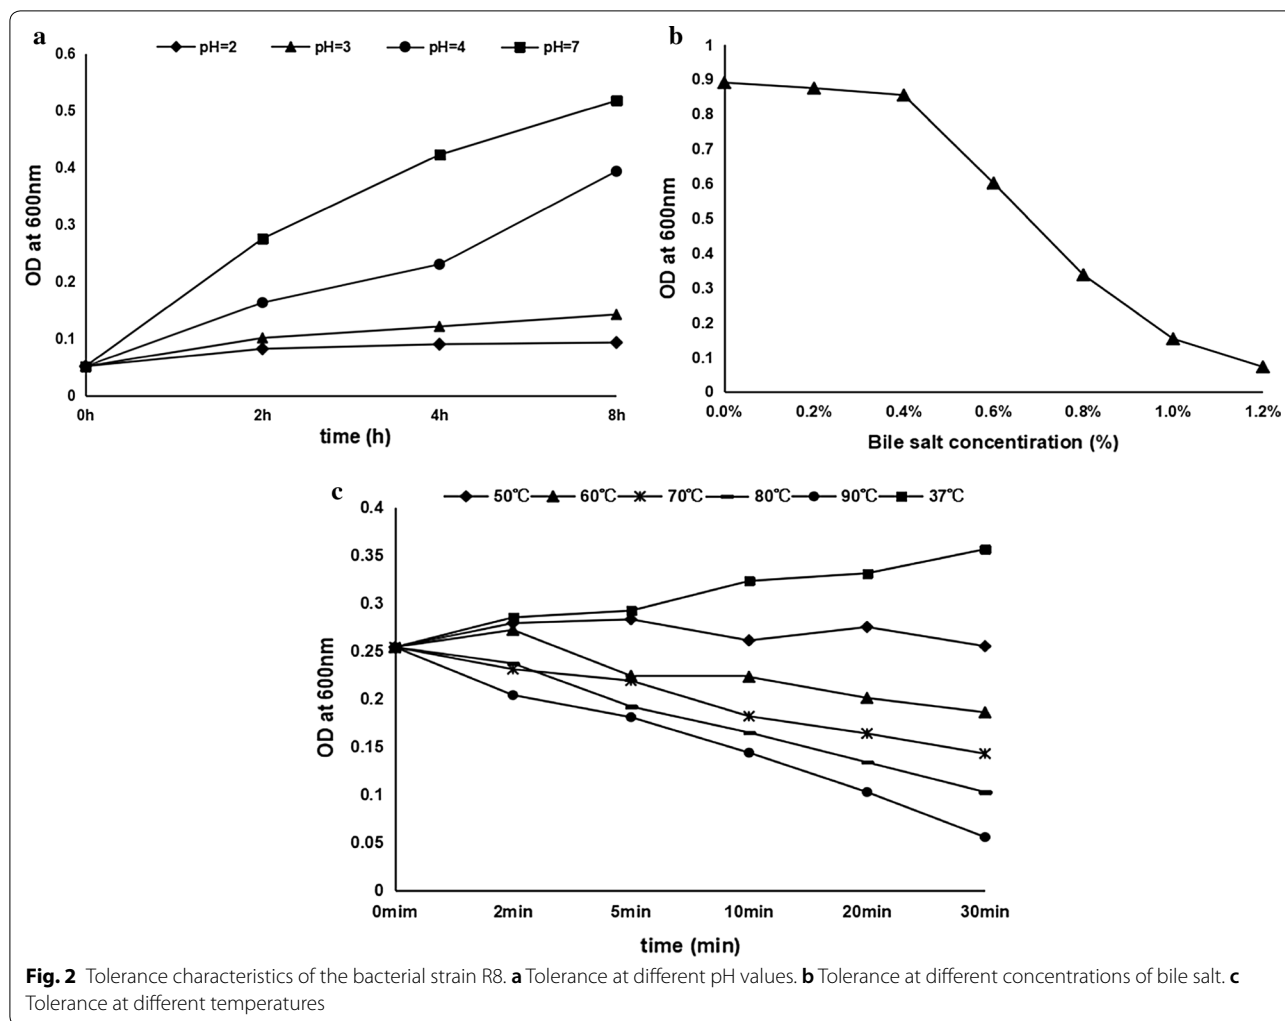 a
pH=2 pH=3 pH=4 pH=7
0.6
0.5
0.4
0.3
0.2
0.1
0
OD at 600nm
0h 2h 4h 8h
time (h)
b
1
0.9
0.8
0.7
0.6
0.5
0.4
0.3
0.2
0.1
0
OD at 600nm
0.0% 0.2% 0.4% 0.6% 0.8% 1.0% 1.2%
Bile salt concentiration (%)
c
50℃ 60℃ 70℃ 80℃ 90℃ 37℃
0.4
0.35
0.3
0.25
0.2
0.15
0.1
0.05
0
OD at 600nm
0mim 2min 5min 10min 20min 30min
time (min)
Fig. 2 Tolerance characteristics of the bacterial strain R8. a Tolerance at different pH values. b Tolerance at different concentrations of bile salt. c
Tolerance at different temperatures